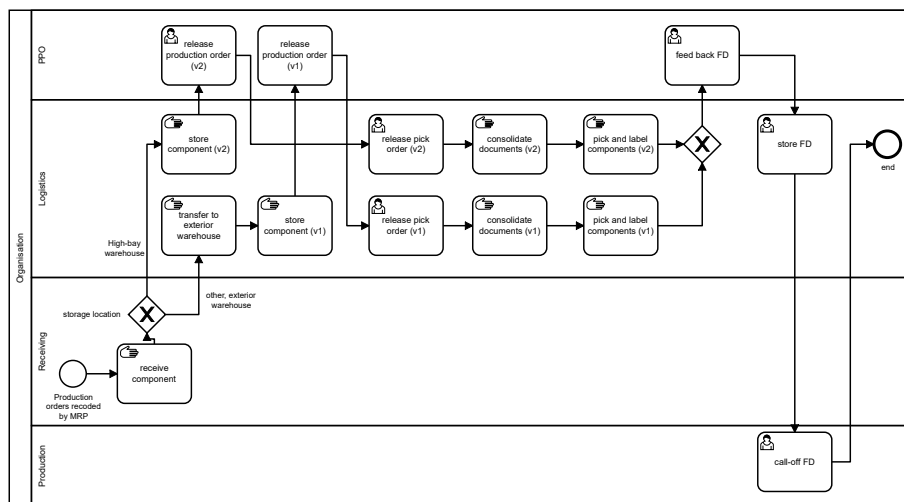 Organisation
PPO
release
production order
(v2)
release
production order
(v1)
feed back FD
Logistics
store
component (v2)
release pick
order (v2)
consolidate
documents (v2)
pick and label
components (v2)
store FD
end
transfer to
exterior
warehouse
store
component (v1)
release pick
order (v1)
consolidate
documents (v1)
pick and label
components (v1)
High-bay
warehouse
Receiving
other, exterior
warehouse
storage location
receive
component
Production
orders recoded
by MRP
Production
call-off FD